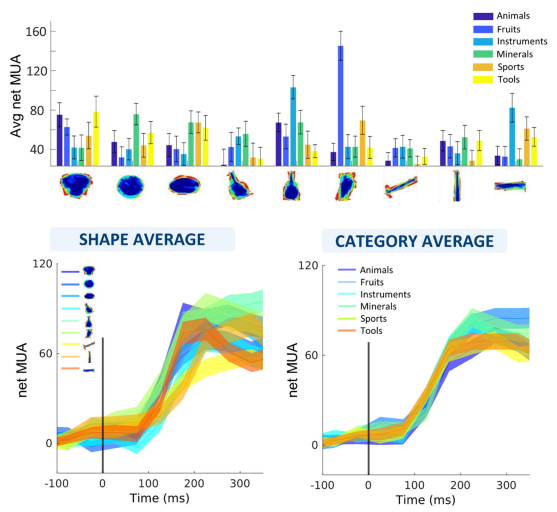 Animals
Fruits
Instruments
Minerals
Sports
Tools
Avg net MUA
160
120
80
40
SHAPE AVERAGE
CATEGORY AVERAGE
net MUA
120
60
0
-100 0 100 200 300
Time (ms)
net MUA
120
60
0
Animals
Fruits
Instruments
Minerals
Sports
Tools
-100 0 100 200 300
Time (ms)